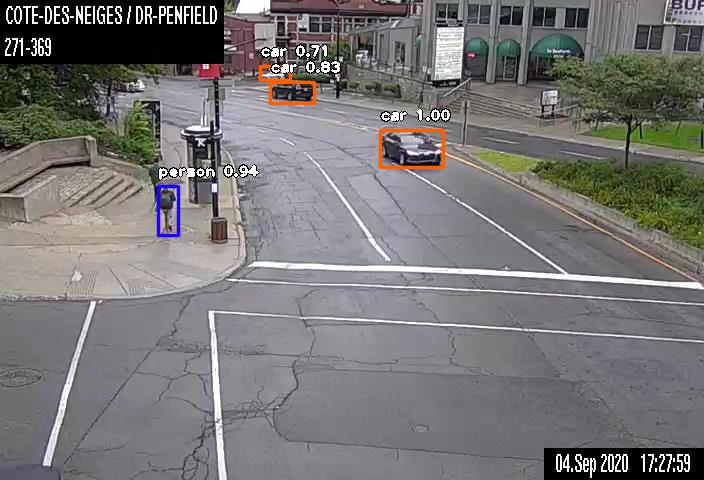 COTE-DES-NEIGES / DR-PENFIELD
271-369
car 0.71
car 0.83
car 1.00
person 0.94
04.Sep 2020 17:27:59